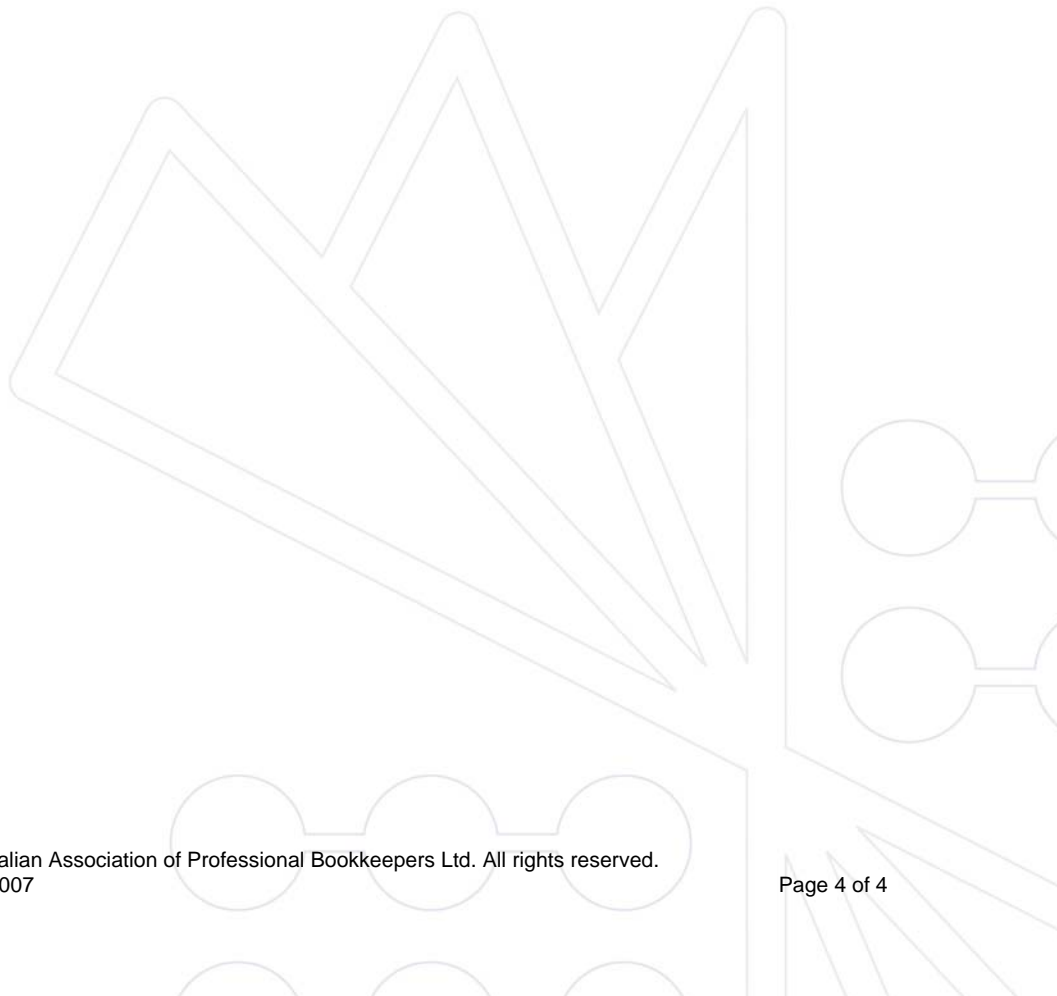 alian Association of Professional Bookkeepers Ltd. All rights reserved.
007 Page 4 of 4